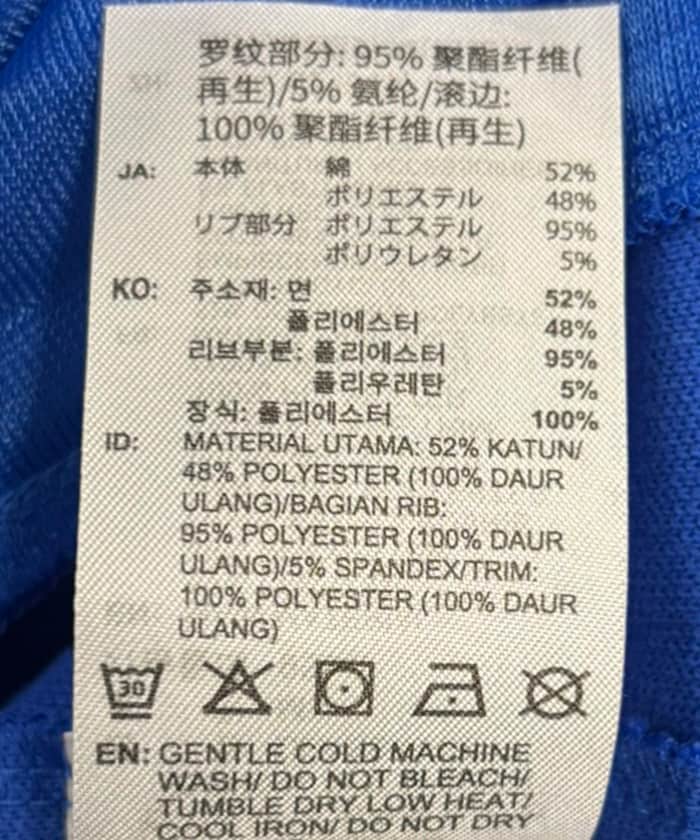 罗纹部分: 95% 聚酯纤维(
再生)/5% 氨纶/滚边:
100% 聚酯纤维(再生)
JA: 本体 綿 52%
ポリエステル 48%
リブ部分 ポリエステル 95%
ポリウレタン 5%
KO: 주소재: 면 52%
폴리에스터 48%
리브부분: 폴리에스터 95%
폴리우레탄 5%
장식: 폴리에스터 100%
ID: MATERIAL UTAMA: 52% KATUN/
48% POLYESTER (100% DAUR
ULANG)/BAGIAN RIB:
95% POLYESTER (100% DAUR
ULANG)/5% SPANDEX/TRIM:
100% POLYESTER (100% DAUR
ULANG)
30
EN: GENTLE COLD MACHINE
WASH/ DO NOT BLEACH/
TUMBLE DRY LOW HEAT/
COOL IRON/ DO NOT DRY